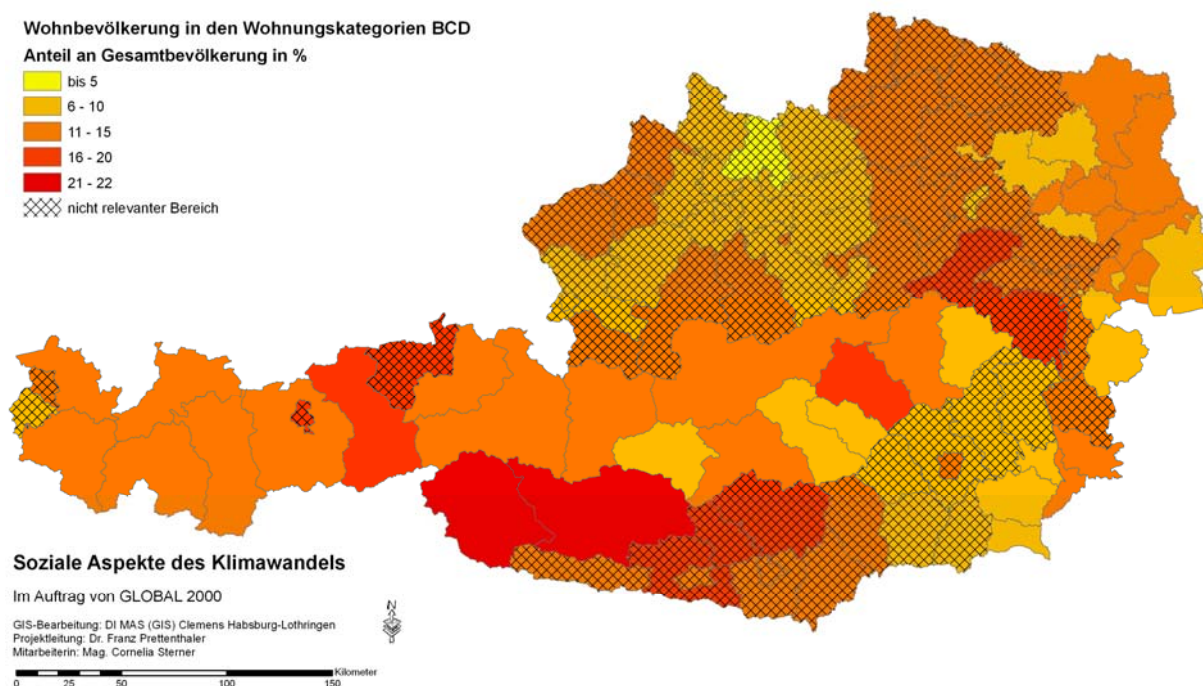 Wohnbevölkerung in den Wohnungskategorien BCD
Anteil an Gesamtbevölkerung in %
bis 5
6 - 10
11 - 15
16 - 20
21 - 22
nicht relevanter Bereich
Soziale Aspekte des Klimawandels
Im Auftrag von GLOBAL 2000
GIS-Bearbeitung: DI MAS (GIS) Clemens Habsburg-Lothringen
Projektleitung: Dr. Franz Prettenthaler
Mitarbeiterin: Mag. Cornelia Sterner
N
Kilometer
0 25 50 100 150